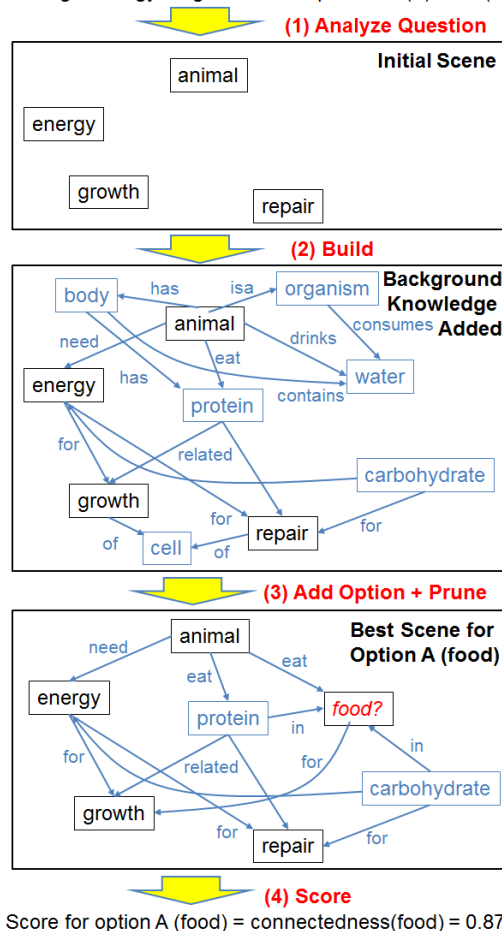 (1) Analyze Question
Initial Scene
animal
energy
growth
repair
(2) Build
Background
Knowledge
Added
body
has
isa
organism
animal
consumes
need
drinks
eat
water
energy
has
contains
protein
for
related
carbohydrate
growth
for
repair
for
of
cell
of
(3) Add Option + Prune
Best Scene for
Option A (food)
animal
need
eat
eat
energy
protein
in
food?
for
for
in
related
carbohydrate
growth
for
repair
for
(4) Score
Score for option A (food) = connectedness(food) = 0.87